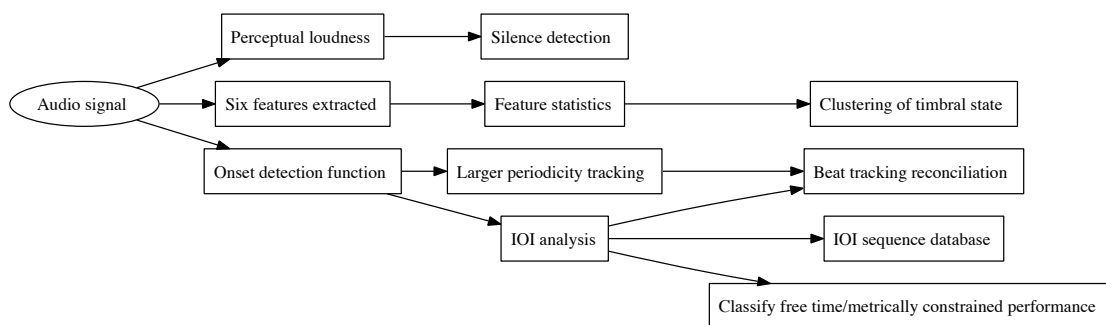 Perceptual loudness
Silence detection
Audio signal
Six features extracted
Feature statistics
Clustering of timbral state
Onset detection function
Larger periodicity tracking
Beat tracking reconciliation
IOI analysis
IOI sequence database
Classify free time/metrically constrained performance